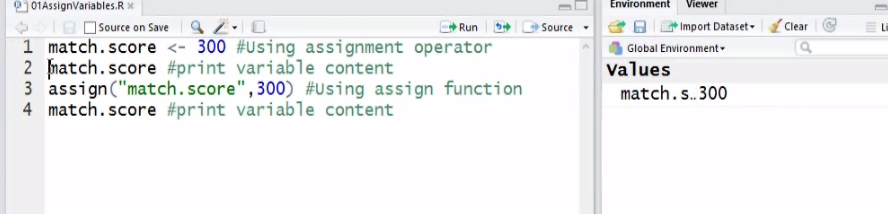 01AssignVariables.R
Environment Viewer
Source on Save
Run
Source
Import Dataset
Clear
Li
Global Environment
1 match.score <- 300 #Using assignment operator
2 match.score #print variable content
3 assign("match.score",300) #Using assign function
4 match.score #print variable content
Values
match.s..300